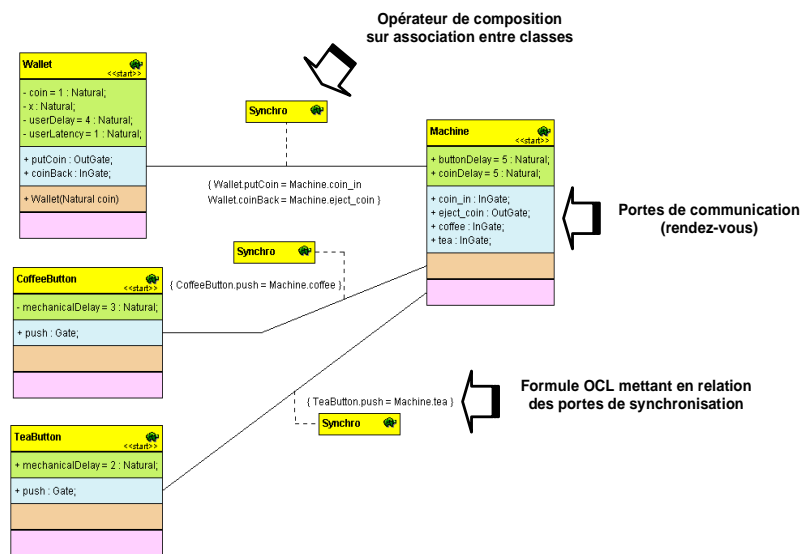 Opérateur de composition
sur association entre classes
Wallet
<<start>>
- coin = 1 : Natural;
- x : Natural;
- userDelay = 4 : Natural;
- userLatency = 1 : Natural;
+ putCoin : OutGate;
+ coinBack : InGate;
+ Wallet(Natural coin)
Synchro
{ Wallet.putCoin = Machine.coin_in
Wallet.coinBack = Machine.eject_coin }
Machine
<<start>>
+ buttonDelay = 5 : Natural;
+ coinDelay = 5 : Natural;
+ coin_in : InGate;
+ eject_coin : OutGate;
+ coffee : InGate;
+ tea : InGate;
Portes de communication
(rendez-vous)
Synchro
{ CoffeeButton.push = Machine.coffee }
CoffeeButton
<<start>>
- mechanicalDelay = 3 : Natural;
+ push : Gate;
{ TeaButton.push = Machine.tea }
Synchro
Formule OCL mettant en relation
des portes de synchronisation
TeaButton
<<start>>
+ mechanicalDelay = 2 : Natural;
+ push : Gate;